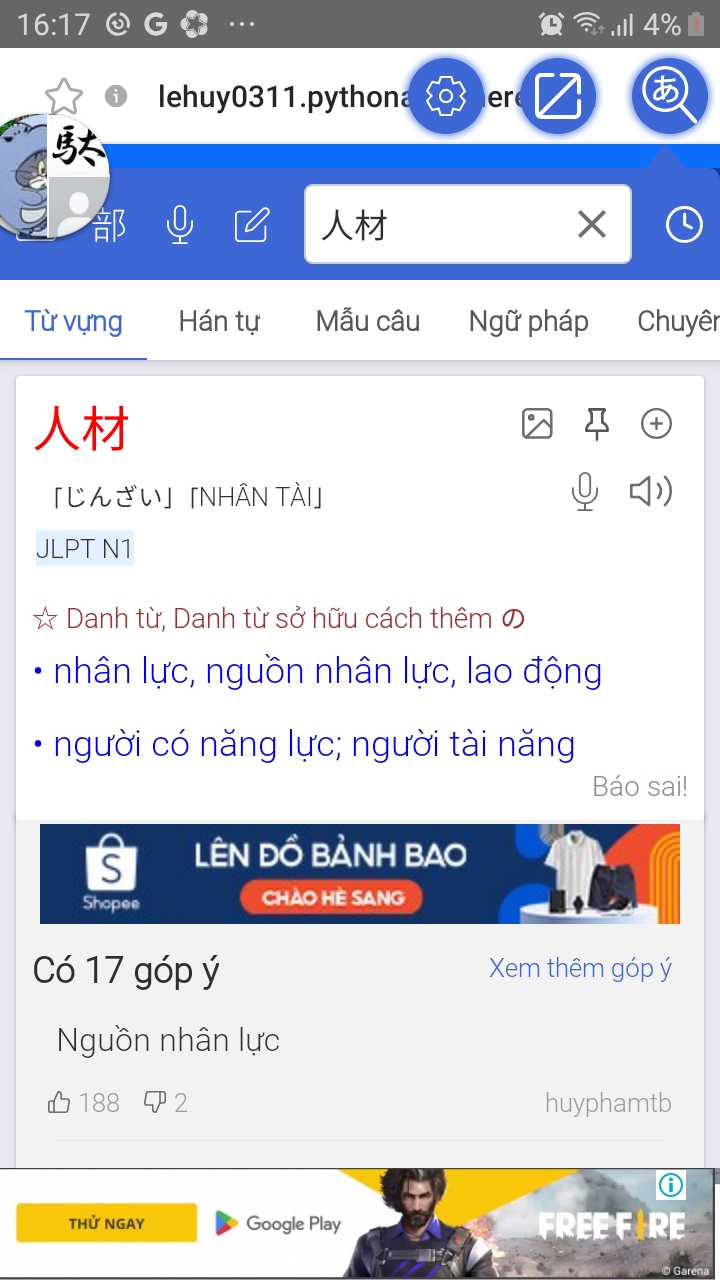 16:17 G ... 4%
lehuy0311.pythona
駄
部 人材
Từ vựng Hán tự Mẫu câu Ngữ pháp Chuyên
人材
「じんざい」「NHÂN TÀI」
JLPT N1
☆ Danh từ, Danh từ sở hữu cách thêm の
• nhân lực, nguồn nhân lực, lao động
• người có năng lực; người tài năng
Báo sai!
Shopee
LÊN ĐỒ BẢNH BAO
CHÀO HÈ SANG
Có 17 góp ý Xem thêm góp ý
Nguồn nhân lực
188 2 huyphamtb
THỬ NGAY Google Play FREE FIRE
© Garena